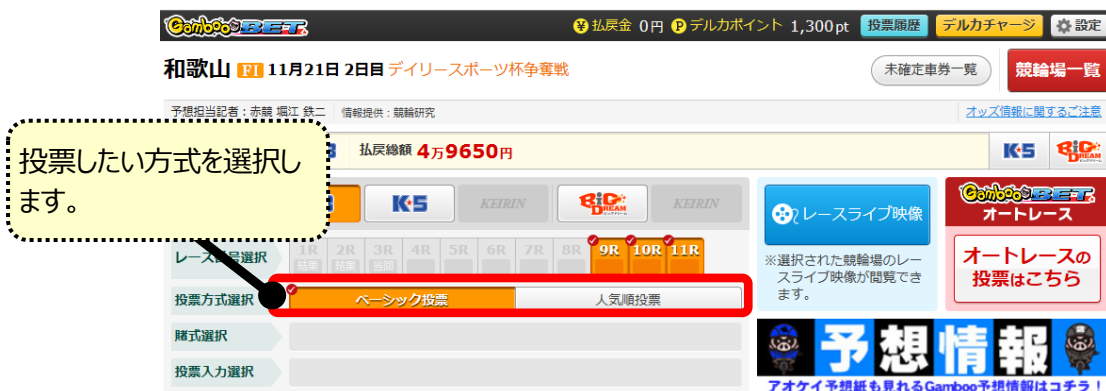 GambooBET.
払戻金 0円 デルカポイント 1,300pt 投票履歴 デルカチャージ 設定
和歌山 FI 11月21日 2日目 デイリースポーツ杯争奪戦 未確定車券一覧 競輪場一覧
予想担当記者：赤競 堀江 鉄二 情報提供：競輪研究 オッズ情報に関するご注意
投票したい方式を選択し
ます。
払戻総額 4万9650円 K5 BIG DREAM
K5 KEIRIN BIG DREAM KEIRIN
レースライブ映像
※選択された競輪場のレー
スライブ映像が閲覧でき
ます。
GambooBET.
オートレース
オートレースの
投票はこちら
選択 1R 2R 3R 4R 5R 6R 7R 8R 9R 10R 11R
結果 結果
投票方式選択 ベーシック投票 人気順投票
賭式選択
投票入力選択
予想情報
アオケイ予想紙も見れるGamboo予想情報はコチラ！